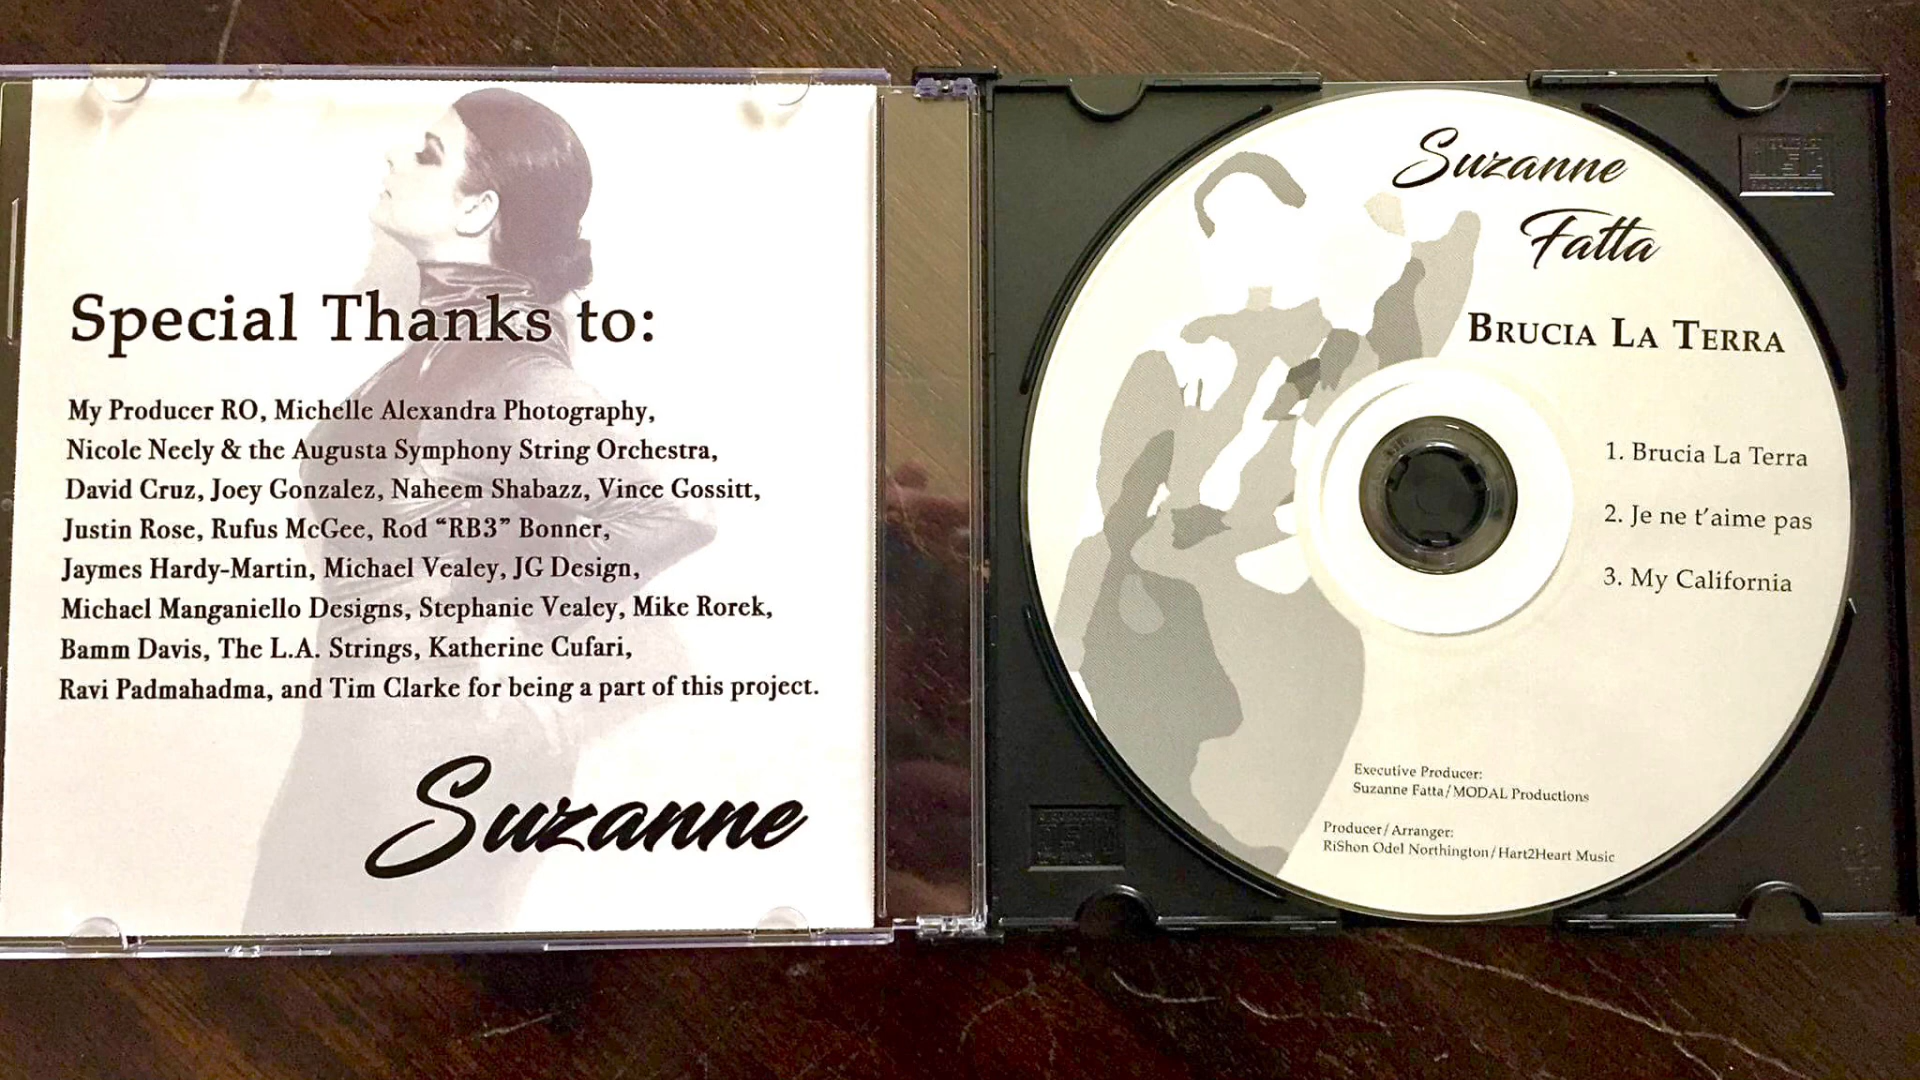 Special Thanks to:
My Producer RO, Michelle Alexandra Photography,
Nicole Neely & the Augusta Symphony String Orchestra,
David Cruz, Joey Gonzalez, Naheem Shabazz, Vince Gossitt,
Justin Rose, Rufus McGee, Rod “RB3” Bonner,
Jaymes Hardy-Martin, Michael Vealey, JG Design,
Michael Manganiello Designs, Stephanie Vealey, Mike Rorek,
Bamm Davis, The L.A. Strings, Katherine Cufari,
Ravi Padmahadma, and Tim Clarke for being a part of this project.
Suzanne
Suzanne
Fatta
BRUCIA LA TERRA
1. Brucia La Terra
2. Je ne t’aime pas
3. My California
Executive Producer:
Suzanne Fatta/MODAL Productions
Producer/Arranger:
RiShon Odel Northington/Hart2Heart Music